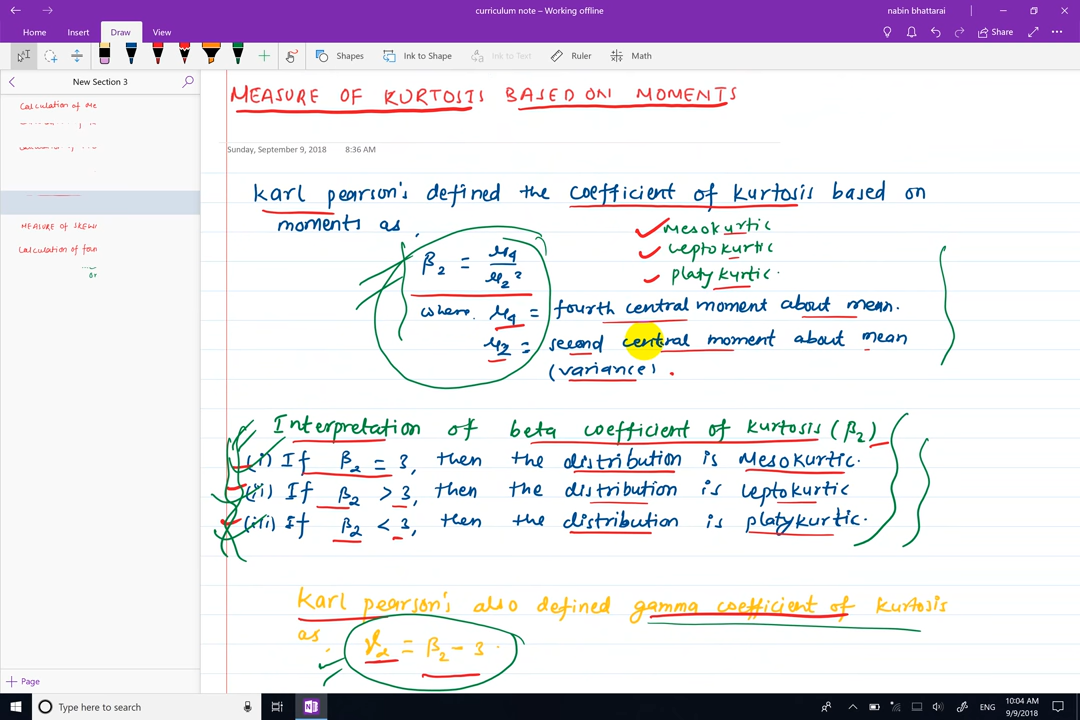 curriculum note – Working offline
nabin bhattarai
Home Insert Draw View
Share
Shapes Ink to Shape Ink to Text Ruler Math
New Section 3
MEASURE OF KURTOSIS BASED ON MOMENTS
Calculation of Me
Sunday, September 9, 2018 8:36 AM
Karl pearson's defined the coefficient of Kurtosis based on
moments as,
Mesokurtic
Leptokurtic
platykurtic.
β2 = μ4/μ2²
where. μ4 = fourth central moment about mean.
μ2 = second central moment about mean
(variance).
MEASURE OF SKEW
Calculation of four
Interpretation of beta coefficient of kurtosis (β2)
(i) If β2 = 3, then the distribution is Mesokurtic.
(ii) If β2 > 3, then the distribution is leptokurtic
(iii) If β2 < 3, then the distribution is platykurtic.
Karl pearson's also defined gamma coefficient of Kurtosis
as.
γ2 = β2 – 3.
Page
Type here to search
ENG
10:04 AM
9/9/2018